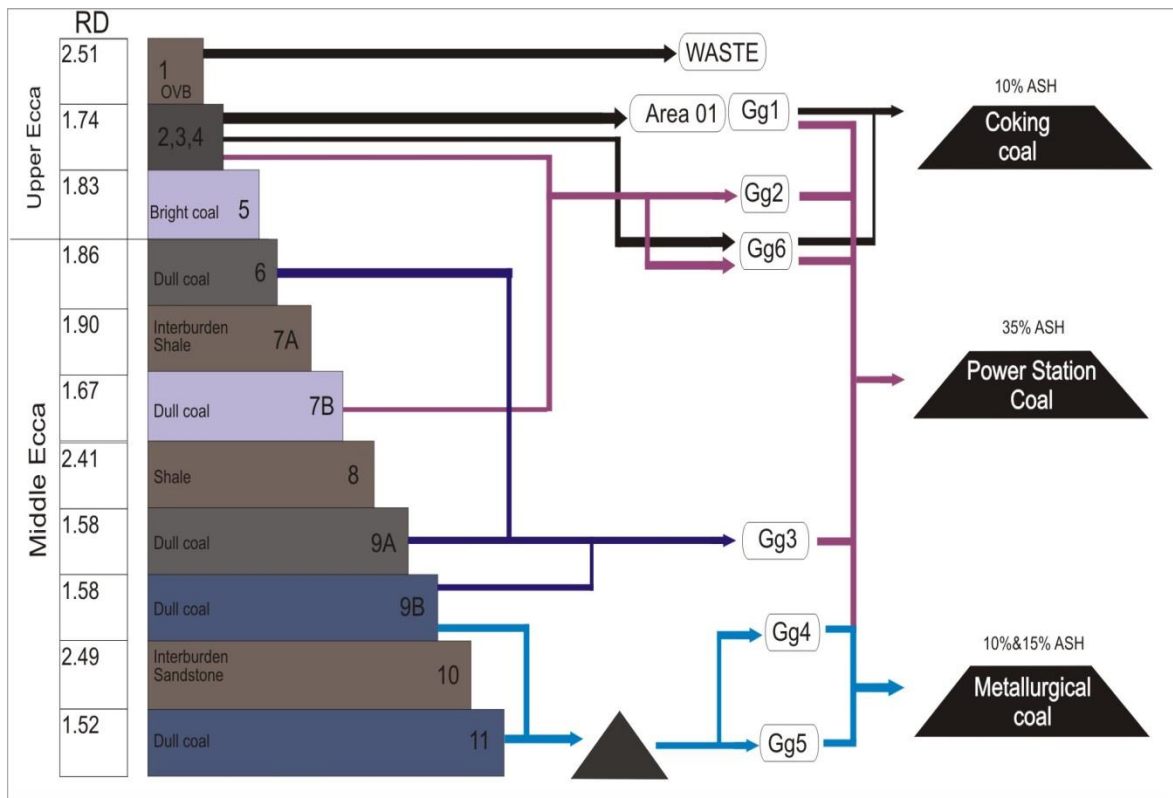 RD
Upper Ecca
Middle Ecca
2.51
1
OVB
WASTE
1.74
2,3,4
Area 01
Gg1
10% ASH
Coking
coal
1.83
Bright coal 5
Gg2
Gg6
1.86
Dull coal 6
1.90
Interburden
Shale
7A
35% ASH
Power Station
Coal
1.67
Dull coal 7B
2.41
Shale 8
1.58
Dull coal 9A
Gg3
1.58
Dull coal 9B
Gg4
10%&15% ASH
Metallurgical
coal
2.49
Interburden
Sandstone
10
1.52
Dull coal 11
Gg5